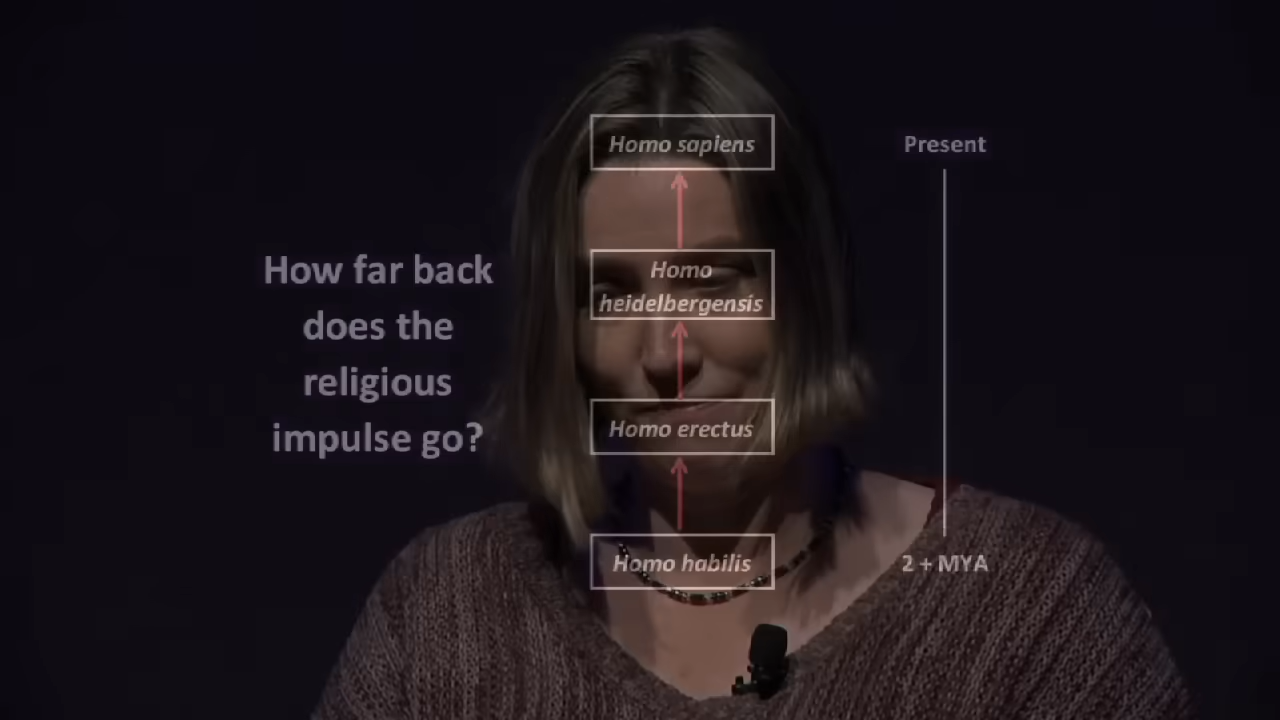 How far back
does the
religious
impulse go?
Homo sapiens
Homo
heidelbergensis
Homo erectus
Homo habilis
Present
2 + MYA